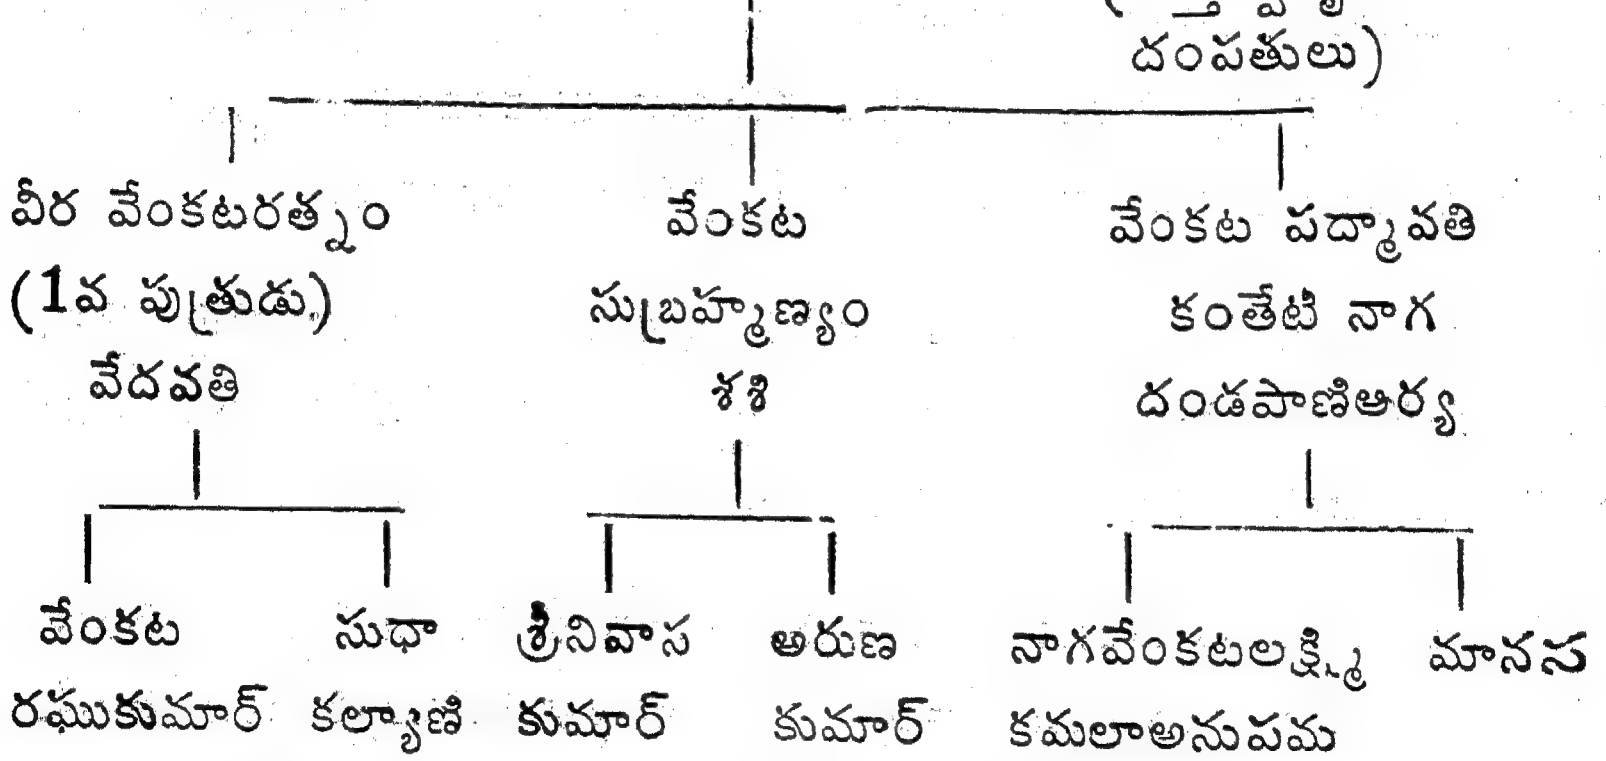 దంపతులు)
వీర వేంకటరత్నం వేంకట వేంకట పద్మావతి
(1వ పుత్రుడు) సుబ్రహ్మణ్యం కంతేటి నాగ
వేదవతి శశి దండపాణిఆర్య
వేంకట సుధా శ్రీనివాస అరుణ నాగవేంకటలక్ష్మి మానస
రఘుకుమార్ కల్యాణి కుమార్ కుమార్ కమలాఅనుపమ